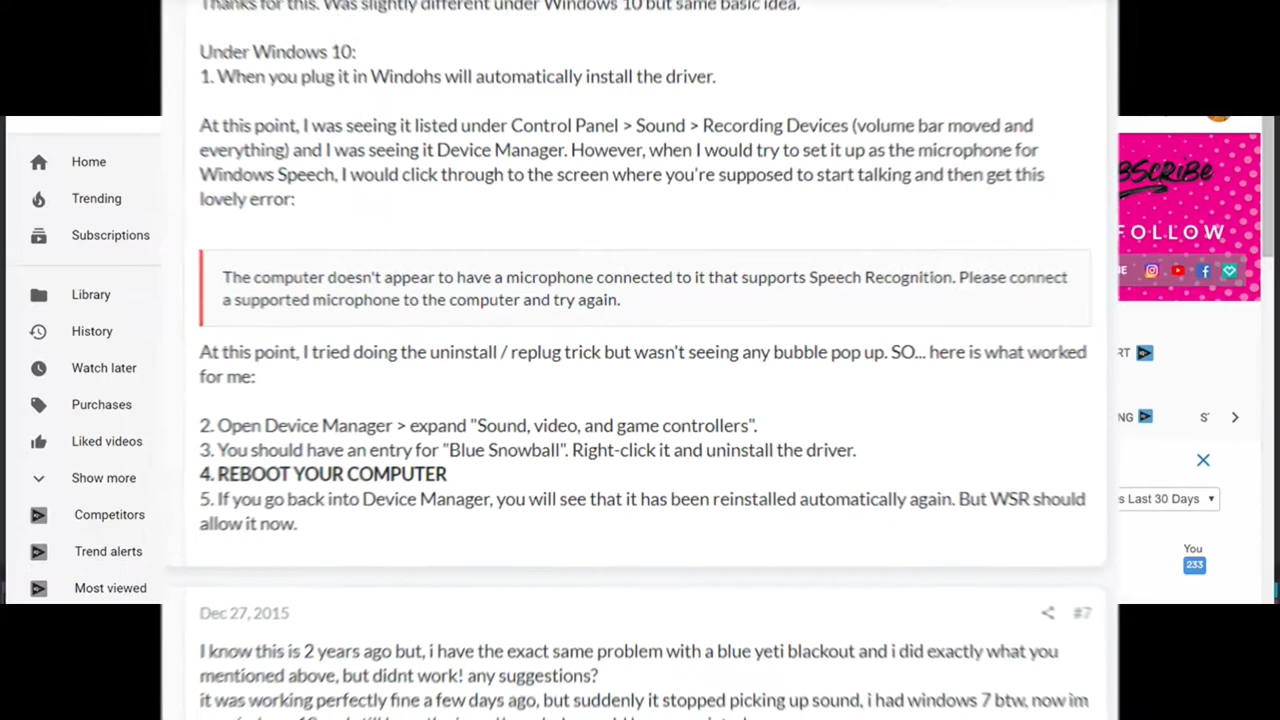 Thanks for this. Was slightly different under Windows 10 but same basic idea.
Under Windows 10:
1. When you plug it in Windohs will automatically install the driver.
At this point, I was seeing it listed under Control Panel > Sound > Recording Devices (volume bar moved and
everything) and I was seeing it Device Manager. However, when I would try to set it up as the microphone for
Windows Speech, I would click through to the screen where you're supposed to start talking and then get this
lovely error:
The computer doesn't appear to have a microphone connected to it that supports Speech Recognition. Please connect
a supported microphone to the computer and try again.
At this point, I tried doing the uninstall / replug trick but wasn't seeing any bubble pop up. SO... here is what worked
for me:
2. Open Device Manager > expand "Sound, video, and game controllers".
3. You should have an entry for "Blue Snowball". Right-click it and uninstall the driver.
4. REBOOT YOUR COMPUTER
5. If you go back into Device Manager, you will see that it has been reinstalled automatically again. But WSR should
allow it now.
Dec 27, 2015
#7
I know this is 2 years ago but, i have the exact same problem with a blue yeti blackout and i did exactly what you
mentioned above, but didnt work! any suggestions?
it was working perfectly fine a few days ago, but suddenly it stopped picking up sound, i had windows 7 btw, now im
Home
Trending
Subscriptions
Library
History
Watch later
Purchases
Liked videos
Show more
Competitors
Trend alerts
Most viewed
BSCRIBE
FOLLOW
RT
NG
S'
s Last 30 Days
You
233